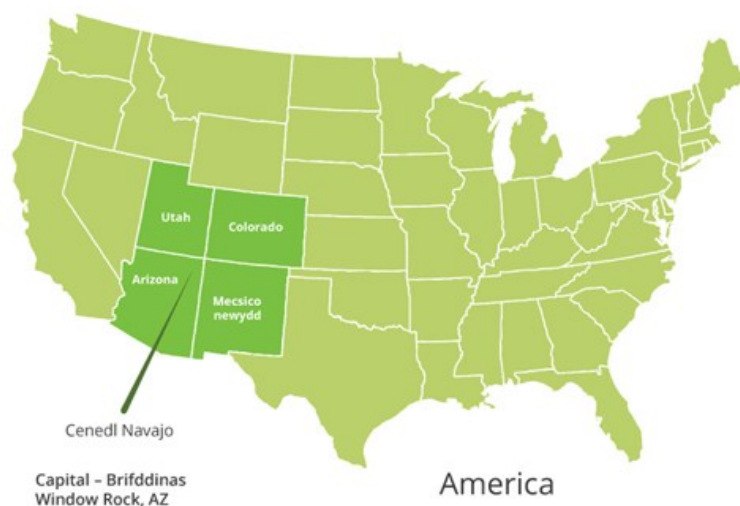 Utah
Colorado
Arizona
Mecsico
newydd
Cenedl Navajo
Capital – Brifddinas
Window Rock, AZ
America